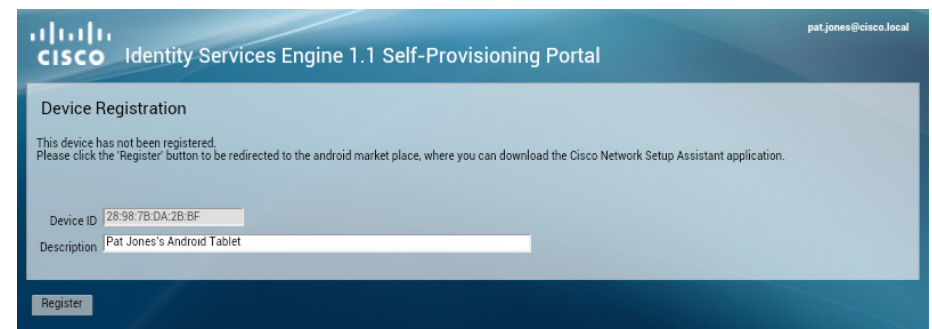 pat.jones@cisco.local
CISCO Identity Services Engine 1.1 Self-Provisioning Portal
Device Registration
This device has not been registered.
Please click the 'Register' button to be redirected to the android market place, where you can download the Cisco Network Setup Assistant application.
Device ID 28:98:7B:DA:2B:BF
Description Pat Jones's Android Tablet
Register